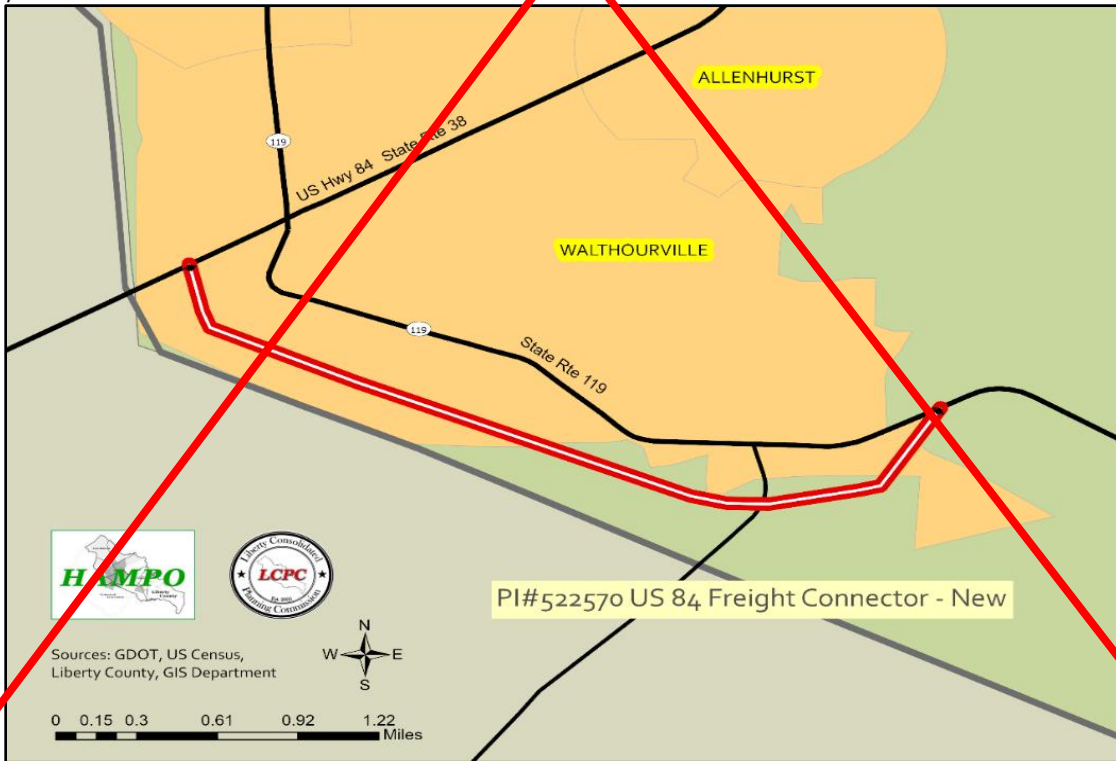 ALLENHURST
119
US Hwy 84 State Rte 38
WALTHOURVILLE
119
State Rte 119
HAMPO
Liberty County
Liberty Consolidated
LCPC
Planning Commission
PI#522570 US 84 Freight Connector - New
N
W E
S
Sources: GDOT, US Census,
Liberty County, GIS Department
0 0.15 0.3 0.61 0.92 1.22
Miles